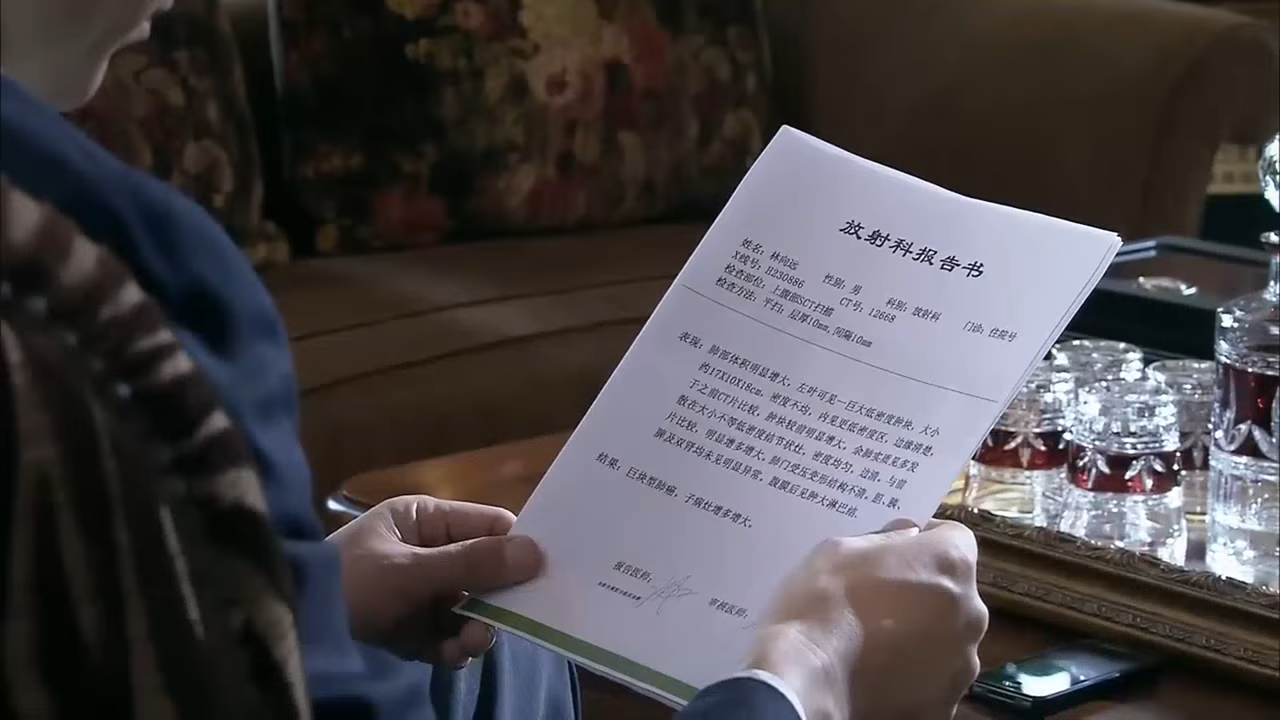 放射科报告书
姓名：林向远 性别：男 科别：放射科 门诊：住院号
X线号：H230886 CT号：12668
检查部位：上腹部SCT扫描
检查方法：平扫：层厚10mm，间隔10mm
表现：肺部体积明显增大，左叶可见一巨大低密度肿块，大小
约17X10X18cm，密度不均，内见更低密度区，边缘清楚，
于之前CT片比较，肿块较前明显增大，余肺实质见多发
散在大小不等低密度结节状灶，密度均匀，边清，与前
片比较，明显增多增大，肺门受压变形结构不清，胆、胰、
脾及双肾均未见明显异常，腹膜后见肿大淋巴结.
结果：巨块型肺癌，子病灶增多增大。
报告医师： 审核医师：